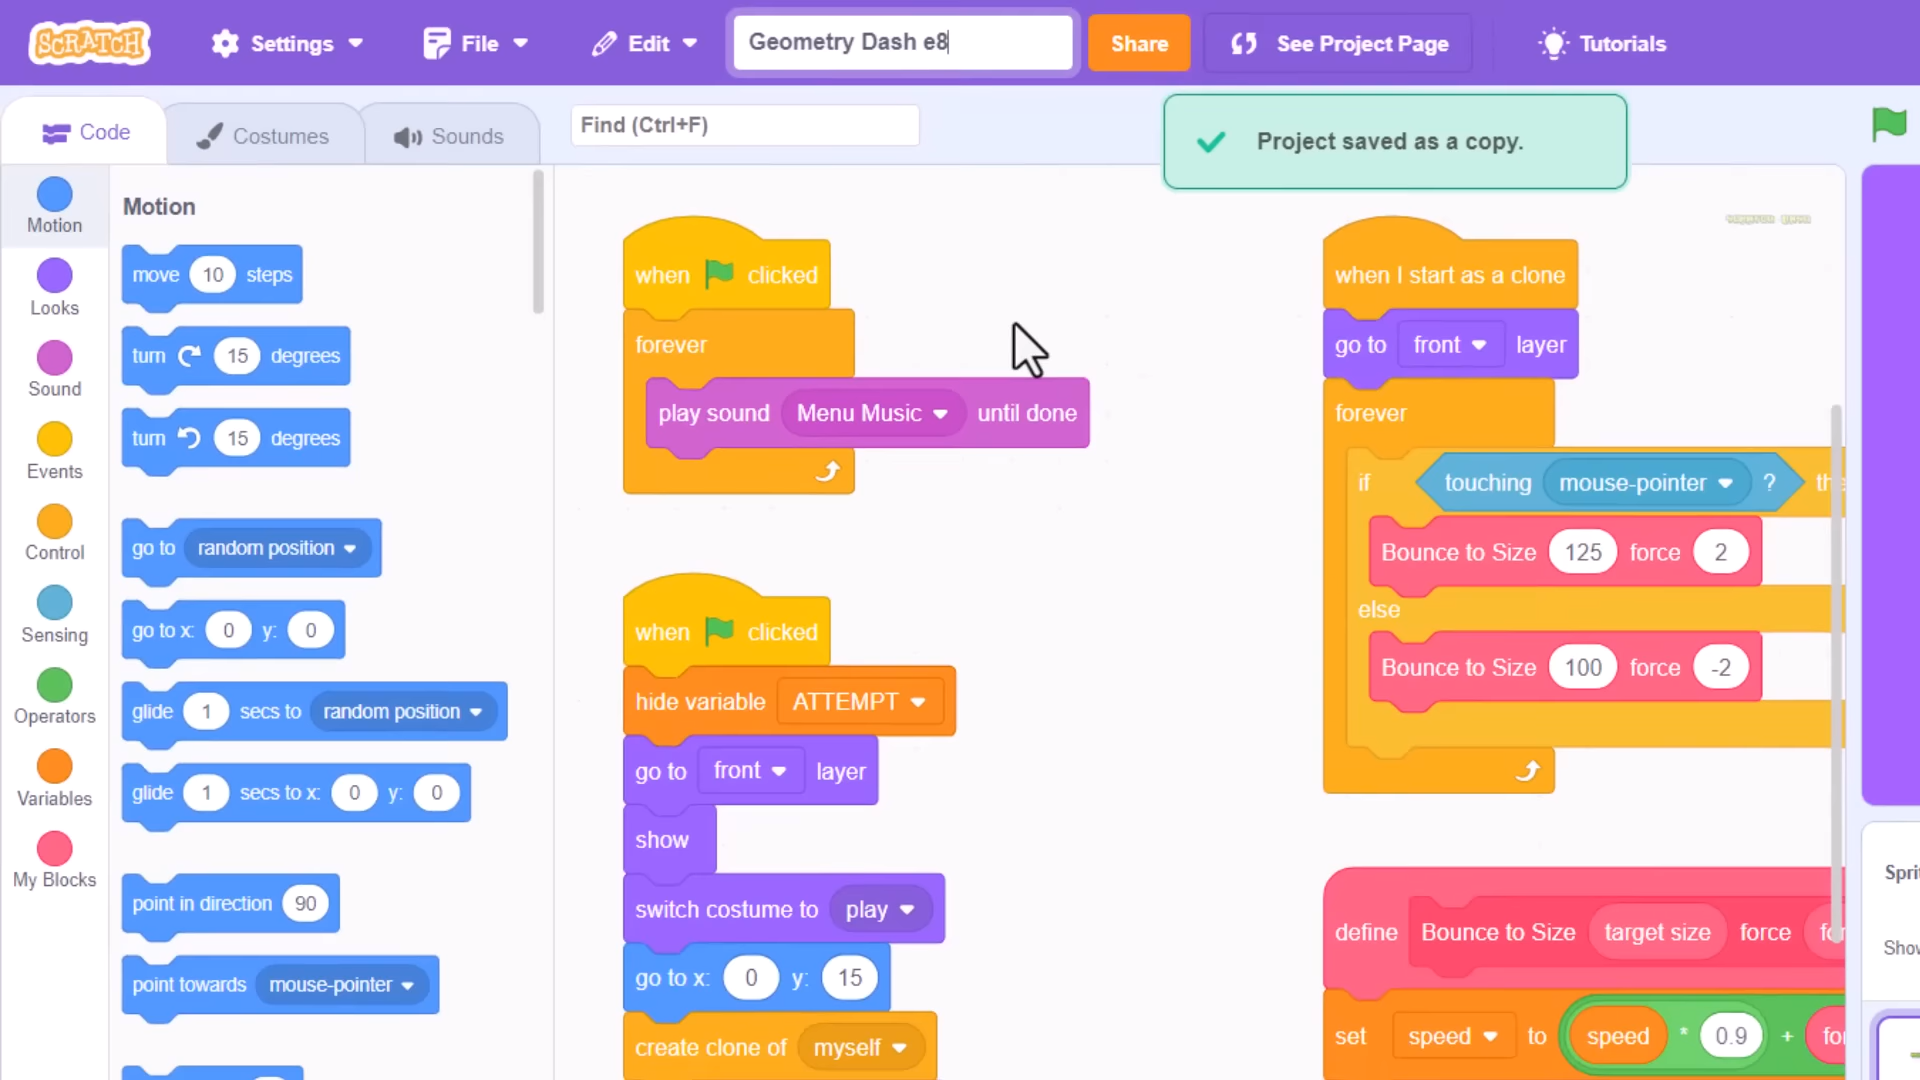 SCRATCH Settings File Edit Geometry Dash e8 Share See Project Page Tutorials
Code Costumes Sounds Find (Ctrl+F)
Project saved as a copy.
Motion
Looks
Sound
Events
Control
Sensing
Operators
Variables
My Blocks
Motion
move 10 steps
turn 15 degrees
turn 15 degrees
go to random position
go to x: 0 y: 0
glide 1 secs to random position
glide 1 secs to x: 0 y: 0
point in direction 90
point towards mouse-pointer
when clicked
forever
play sound Menu Music until done
when clicked
hide variable ATTEMPT
go to front layer
show
switch costume to play
go to x: 0 y: 15
create clone of myself
when I start as a clone
go to front layer
forever
if touching mouse-pointer ? th
Bounce to Size 125 force 2
else
Bounce to Size 100 force -2
define Bounce to Size target size force fo
set speed to speed * 0.9 + for
Sprit
Show